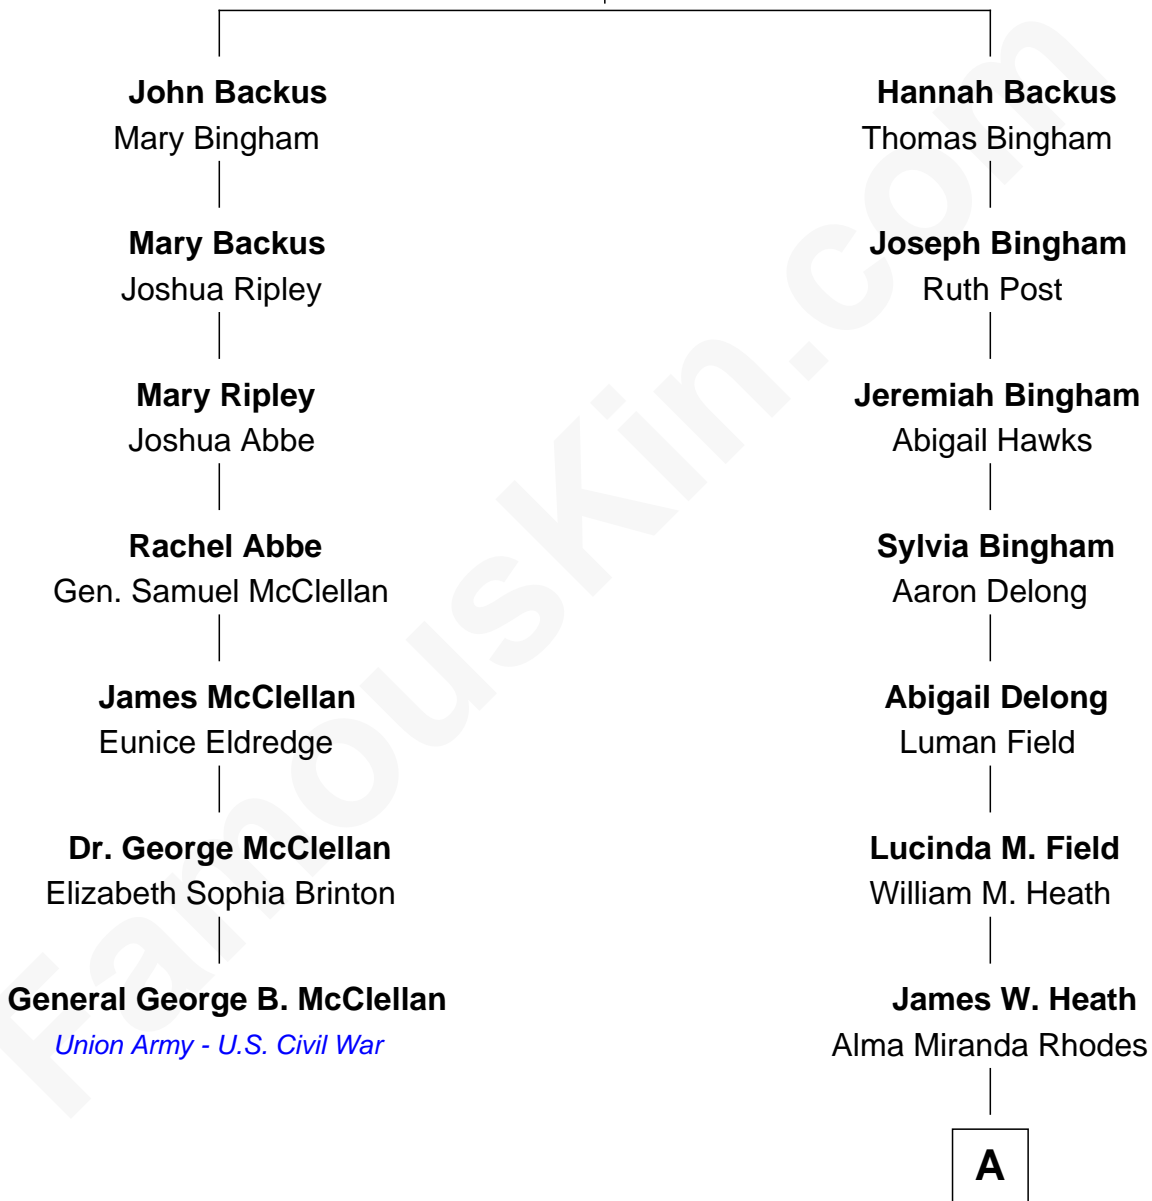 John Backus
Mary Bingham
Mary Backus
Joshua Ripley
Mary Ripley
Joshua Abbe
Rachel Abbe
Gen. Samuel McClellan
James McClellan
Eunice Eldredge
Dr. George McClellan
Elizabeth Sophia Brinton
General George B. McClellan
Union Army - U.S. Civil War
Hannah Backus
Thomas Bingham
Joseph Bingham
Ruth Post
Jeremiah Bingham
Abigail Hawks
Sylvia Bingham
Aaron Delong
Abigail Delong
Luman Field
Lucinda M. Field
William M. Heath
James W. Heath
Alma Miranda Rhodes
A
FamousKin.com